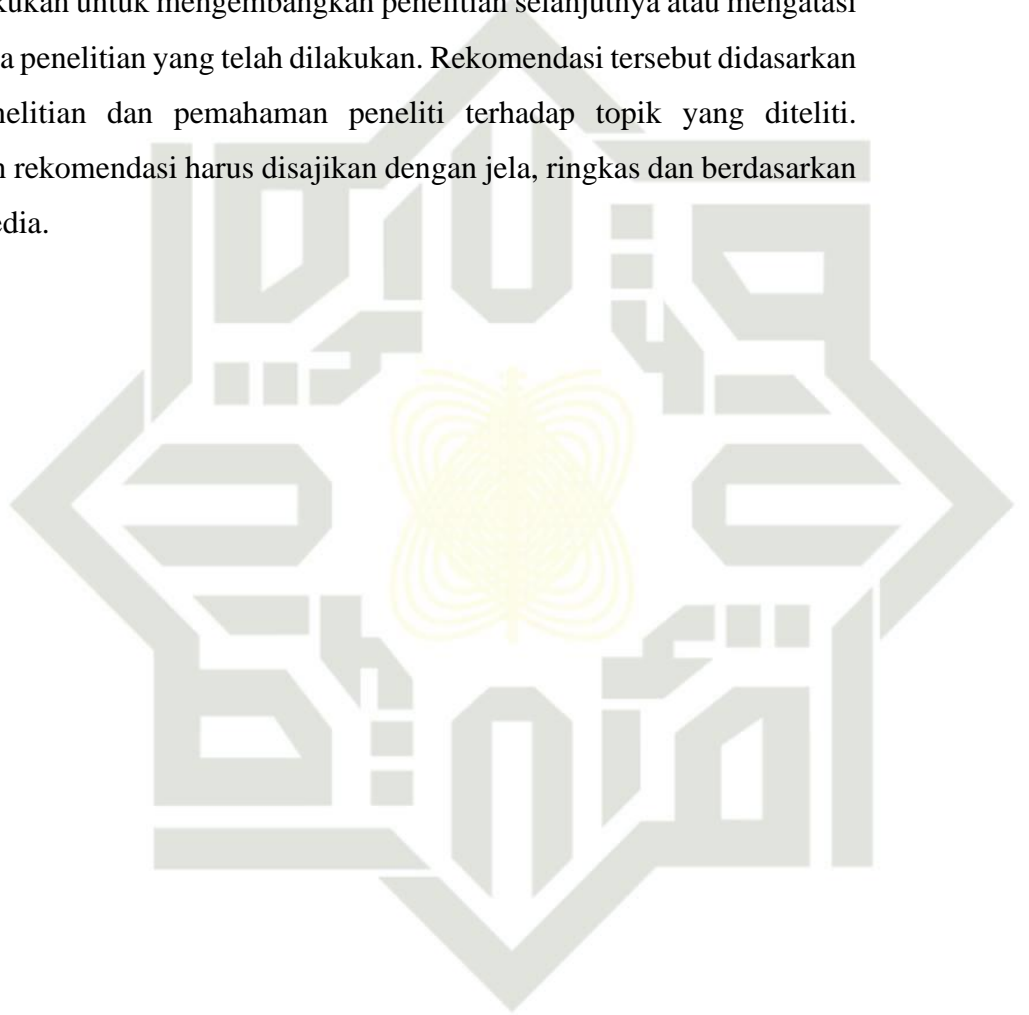 kukan untuk mengembangkan penelitian selanjutnya atau mengatasi
a penelitian yang telah dilakukan. Rekomendasi tersebut didasarkan
nelitian dan pemahaman peneliti terhadap topik yang diteliti.
n rekomendasi harus disajikan dengan jela, ringkas dan berdasarkan
edia.